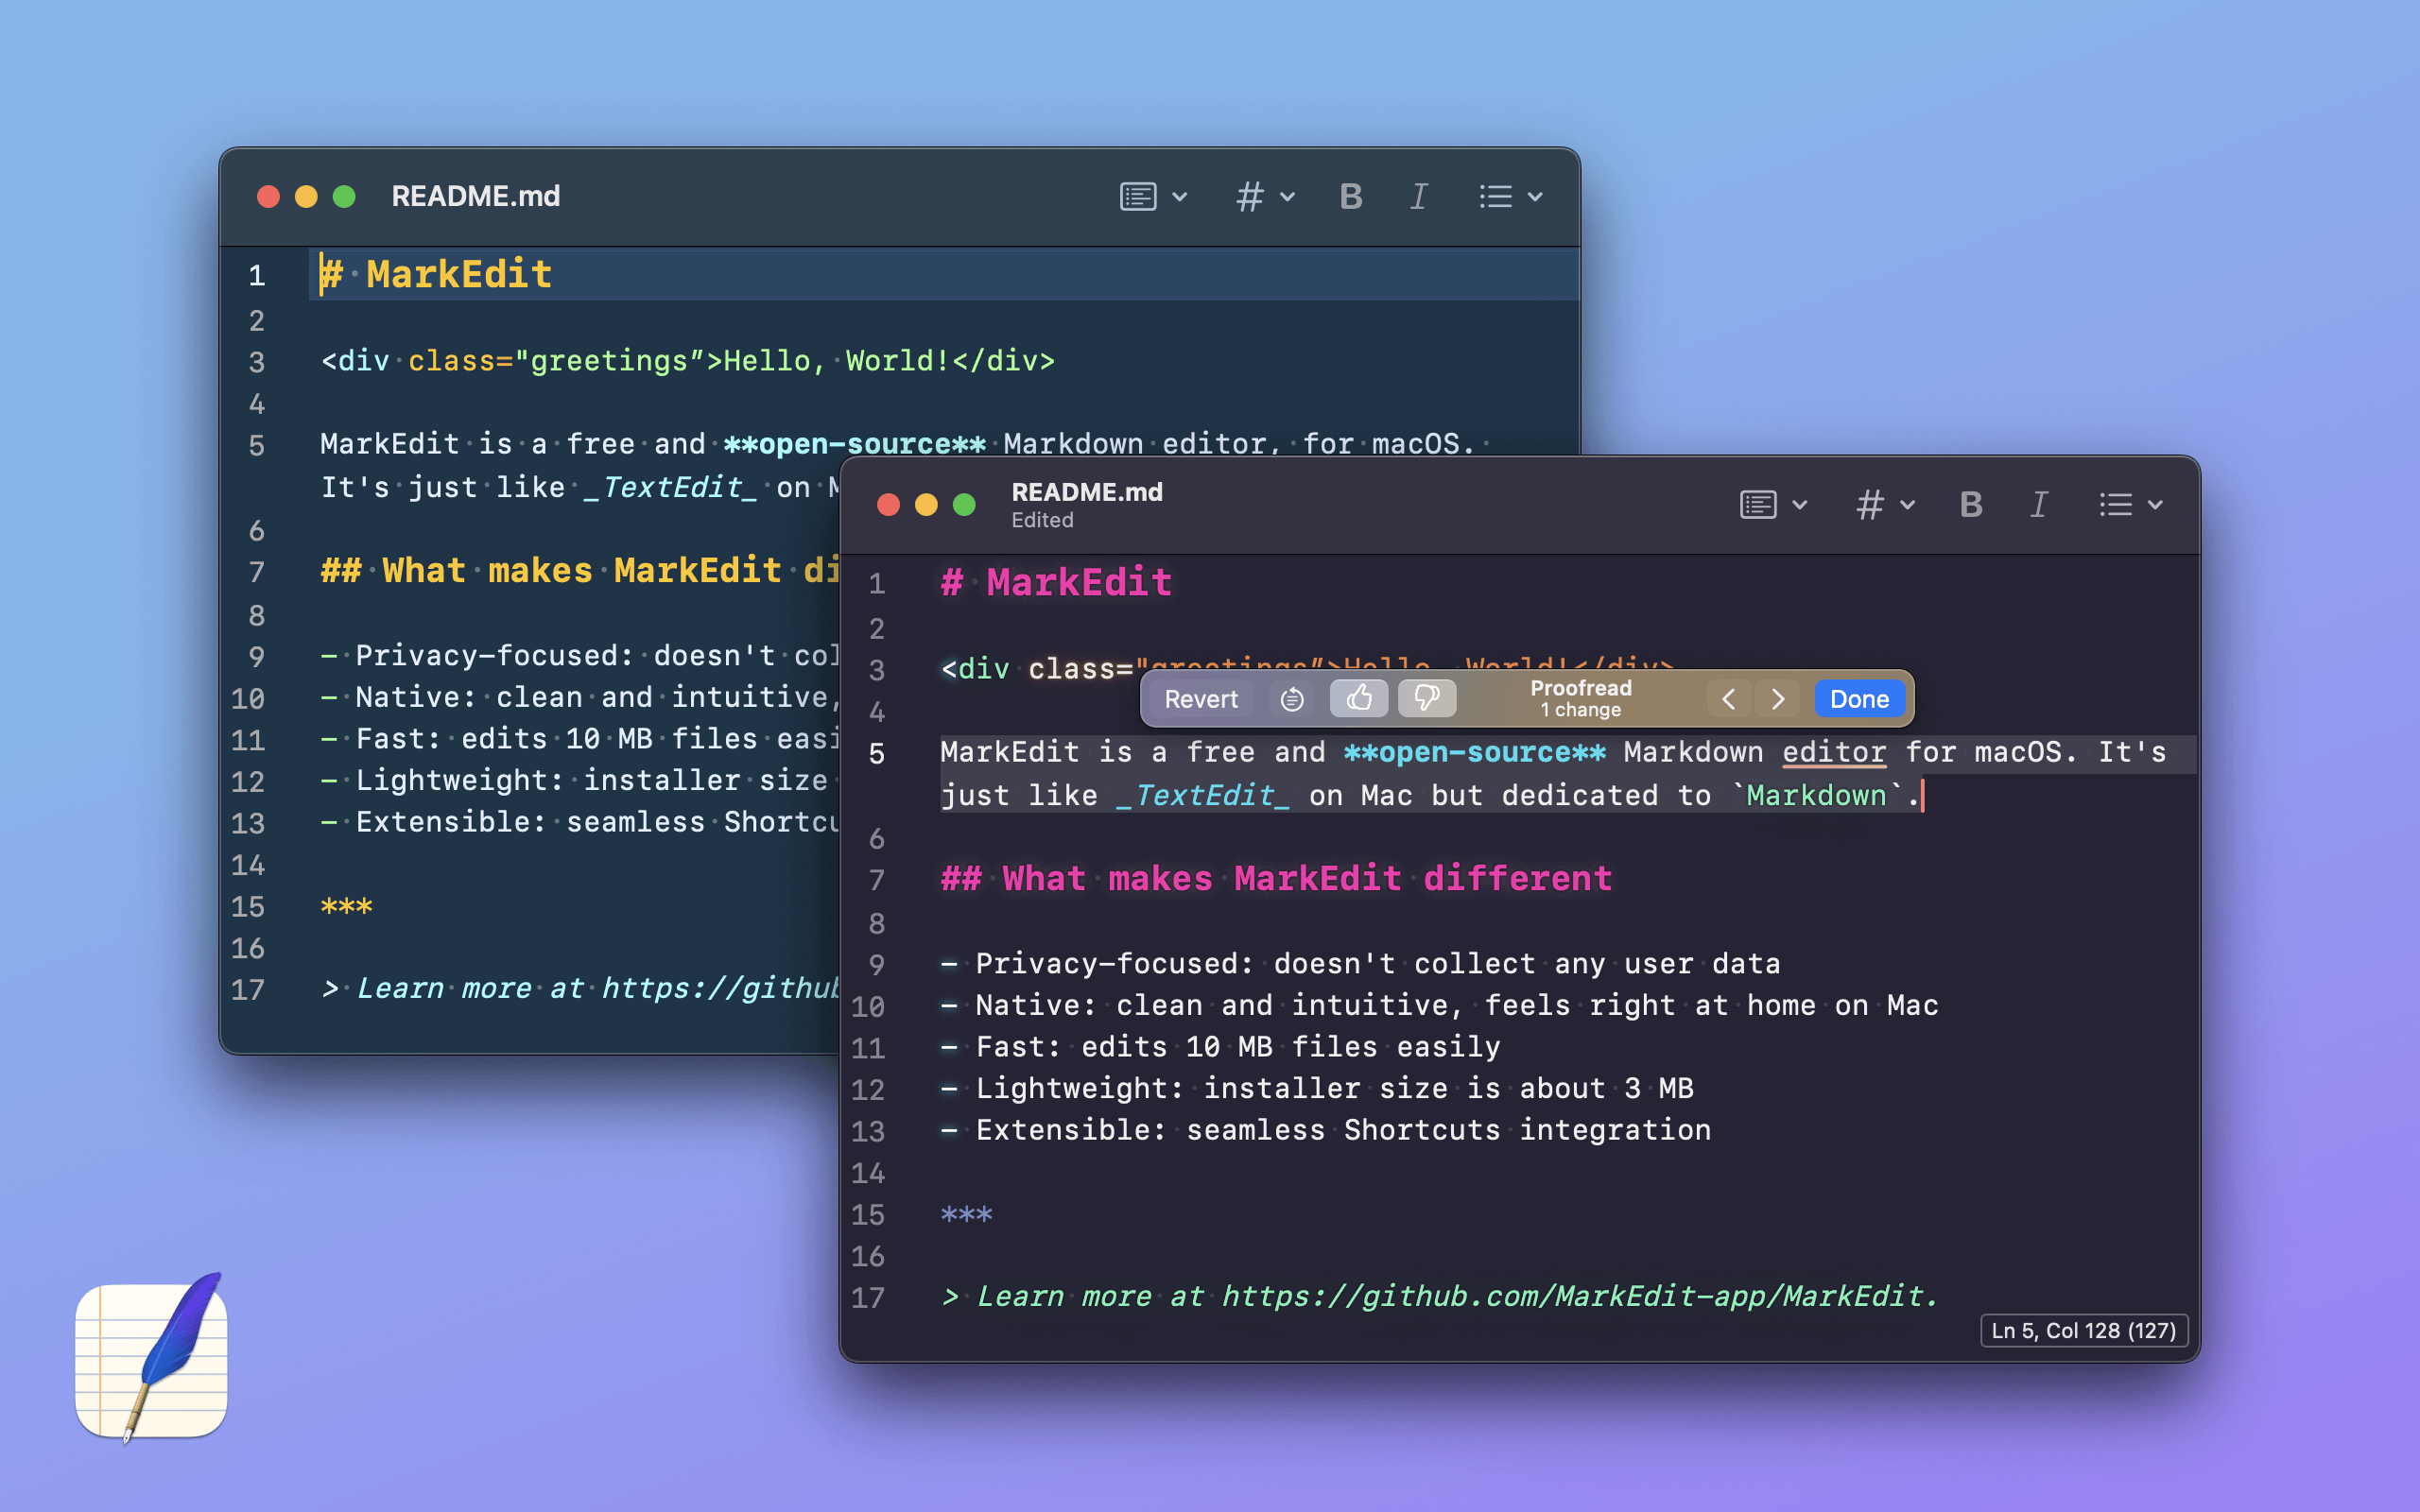 README.md
B I
1 # MarkEdit
2
3 <div class="greetings”>Hello, World!</div>
4
5 MarkEdit is a free and **open-source** Markdown editor, for macOS.
It's just like _TextEdit_ on
6
7 ## What makes MarkEdit
8
9 - Privacy-focused: doesn't
10 - Native: clean and intuitive,
11 - Fast: edits 10 MB files
12 - Lightweight: installer size
13 - Extensible: seamless
14
15 ***
16
17 > Learn more at https://github
README.md
Edited
# B I
1 # MarkEdit
2
3 <div class="greetings”>Hello, World!</div>
Revert
Proofread
1 change
Done
4
5 MarkEdit is a free and **open-source** Markdown editor for macOS. It's
just like _TextEdit_ on Mac but dedicated to `Markdown`.
6
7 ## What makes MarkEdit different
8
9 - Privacy-focused: doesn't collect any user data
10 - Native: clean and intuitive, feels right at home on Mac
11 - Fast: edits 10 MB files easily
12 - Lightweight: installer size is about 3 MB
13 - Extensible: seamless Shortcuts integration
14
15 ***
16
17 > Learn more at https://github.com/MarkEdit-app/MarkEdit.
Ln 5, Col 128 (127)